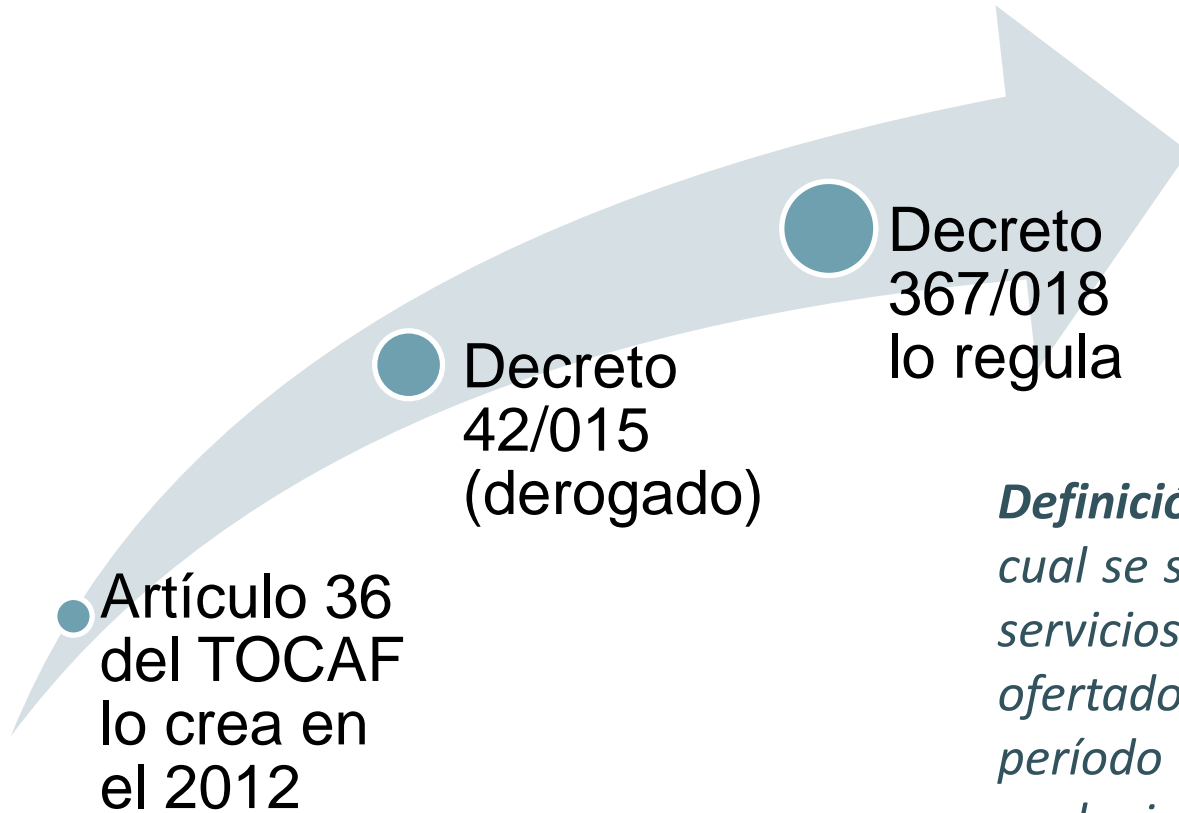 Artículo 36
del TOCAF
lo crea en
el 2012
Decreto
42/015
(derogado)
Decreto
367/018
lo regula
cual se s
servicios
ofertado
período